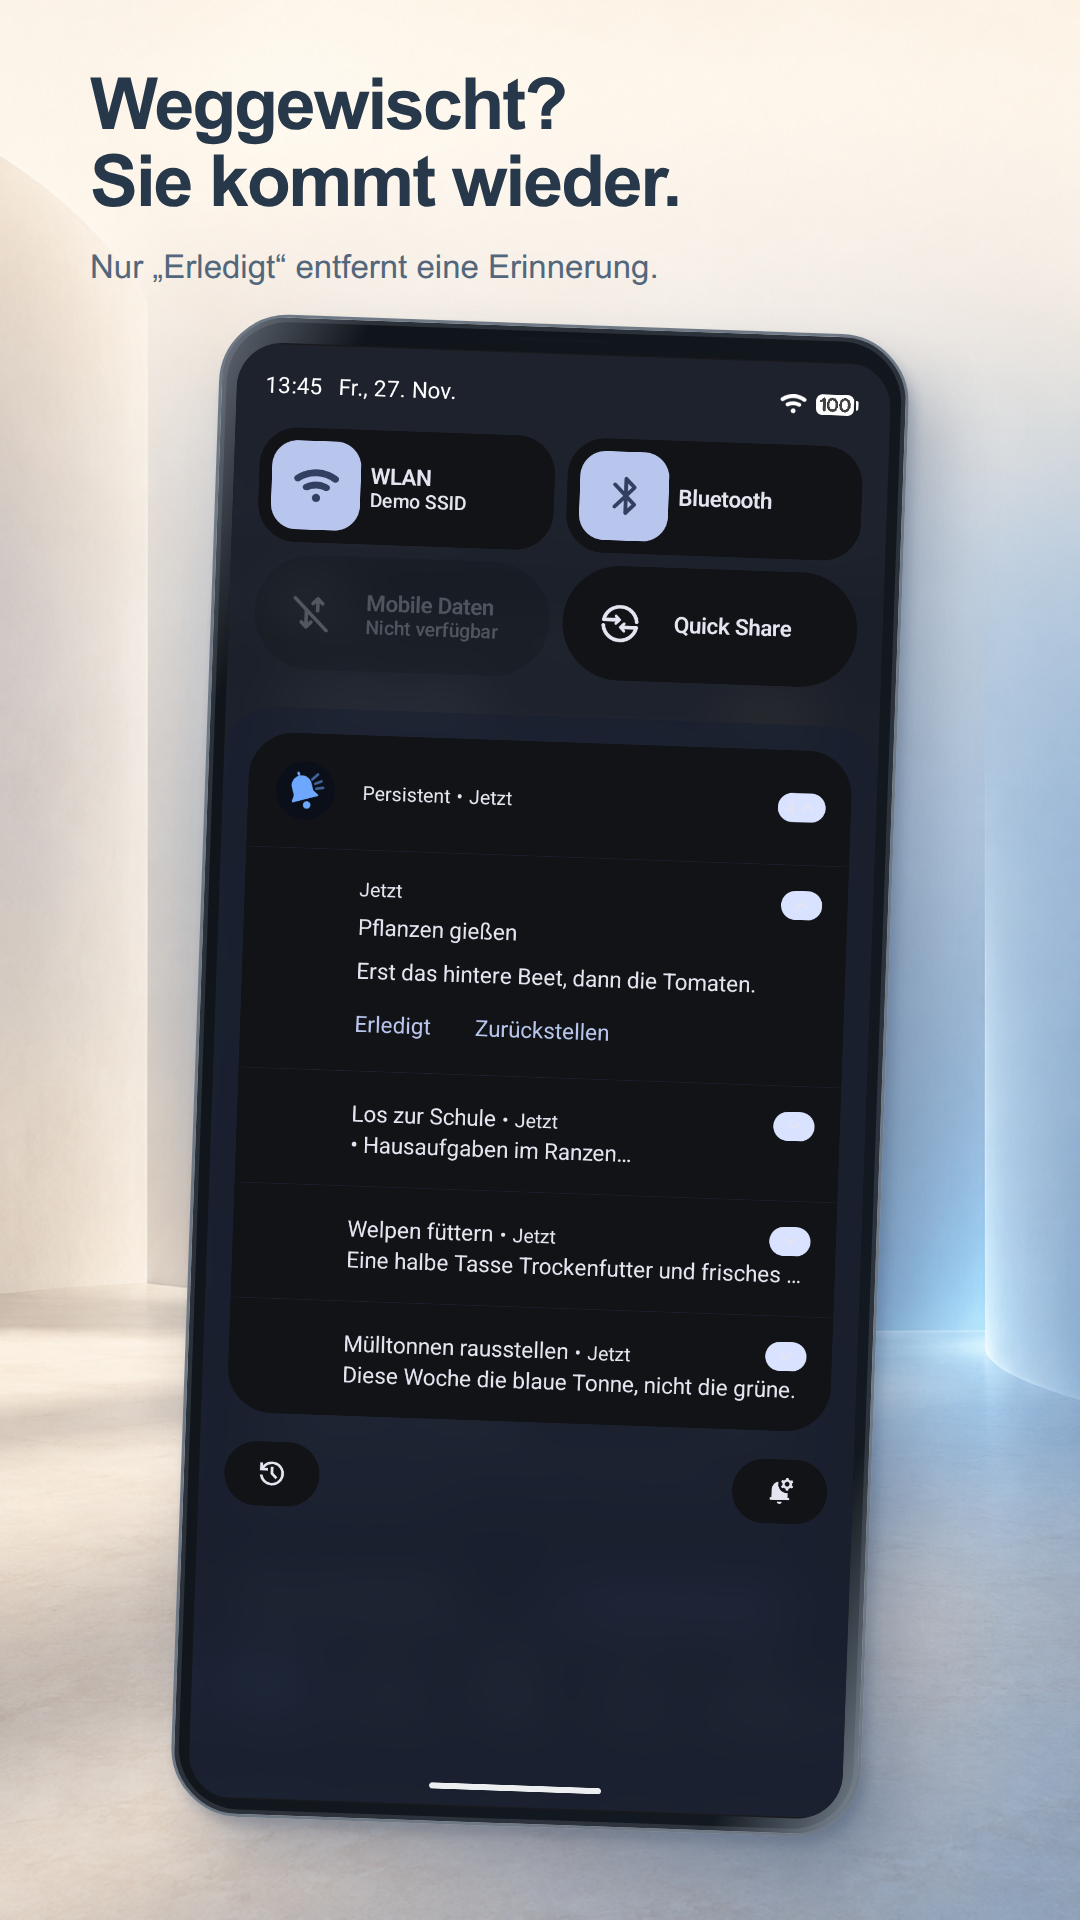 Weggewischt?
Sie kommt wieder.
Nur „Erledigt“ entfernt eine Erinnerung.
13:45 Fr., 27. Nov.
100
WLAN
Demo SSID
Bluetooth
Mobile Daten
Nicht verfügbar
Quick Share
Persistent • Jetzt
Jetzt
Pflanzen gießen
Erst das hintere Beet, dann die Tomaten.
Erledigt Zurückstellen
Los zur Schule • Jetzt
• Hausaufgaben im Ranzen…
Welpen füttern • Jetzt
Eine halbe Tasse Trockenfutter und frisches …
Mülltonnen rausstellen • Jetzt
Diese Woche die blaue Tonne, nicht die grüne.